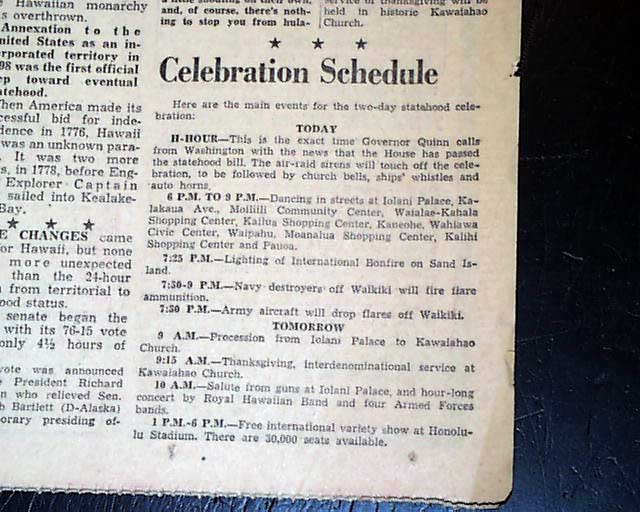 Hawaiian monarchy
overthrown.
Annexation to the
United States as an in-
corporated territory in
98 was the first official
step toward eventual
statehood.
When America made its
successful bid for inde-
dence in 1776, Hawaii
was an unknown para-
. It was two more
s, in 1778, before Eng-
Explorer Captain
sailed into Kealake-
Bay.
★ ★ ★
E CHANGES came
for Hawaii, but none
more unexpected
than the 24-hour
from territorial to
ood status.
senate began the
with its 76-15 vote
only 4½ hours of
vote was announced
President Richard
n who relieved Sen.
b Bartlett (D-Alaska)
orary presiding of-
and, of course, there's noth-
ing to stop you from hula-
service of thanksgiving will be
held in historic Kawaiahao
Church.
★ ★ ★
Celebration Schedule
Here are the main events for the two-day statehood cele-
bration:
TODAY
H-HOUR—This is the exact time Governor Quinn calls
from Washington with the news that the House has passed
the statehood bill. The air-raid sirens will touch off the cele-
bration, to be followed by church bells, ships' whistles and
auto horns.
6 P.M. TO 9 P.M.—Dancing in streets at Iolani Palace, Ka-
lakaua Ave., Moiliili Community Center, Waialae-Kahala
Shopping Center, Kailua Shopping Center, Kaneohe, Wahiawa
Civic Center, Waipahu, Moanalua Shopping Center, Kalihi
Shopping Center and Pauoa.
7:25 P.M.—Lighting of International Bonfire on Sand Is-
land.
7:30-9 P.M.—Navy destroyers off Waikiki will fire flare
ammunition.
7:30 P.M.—Army aircraft will drop flares off Waikiki.
TOMORROW
9 A.M.—Procession from Iolani Palace to Kawaiahao
Church.
9:15 A.M.—Thanksgiving, interdenominational service at
Kawaiahao Church.
10 A.M.—Salute from guns at Iolani Palace, and hour-long
concert by Royal Hawaiian Band and four Armed Forces
bands.
1 P.M.-6 P.M.—Free international variety show at Honolu-
lu Stadium. There are 30,000 seats available.